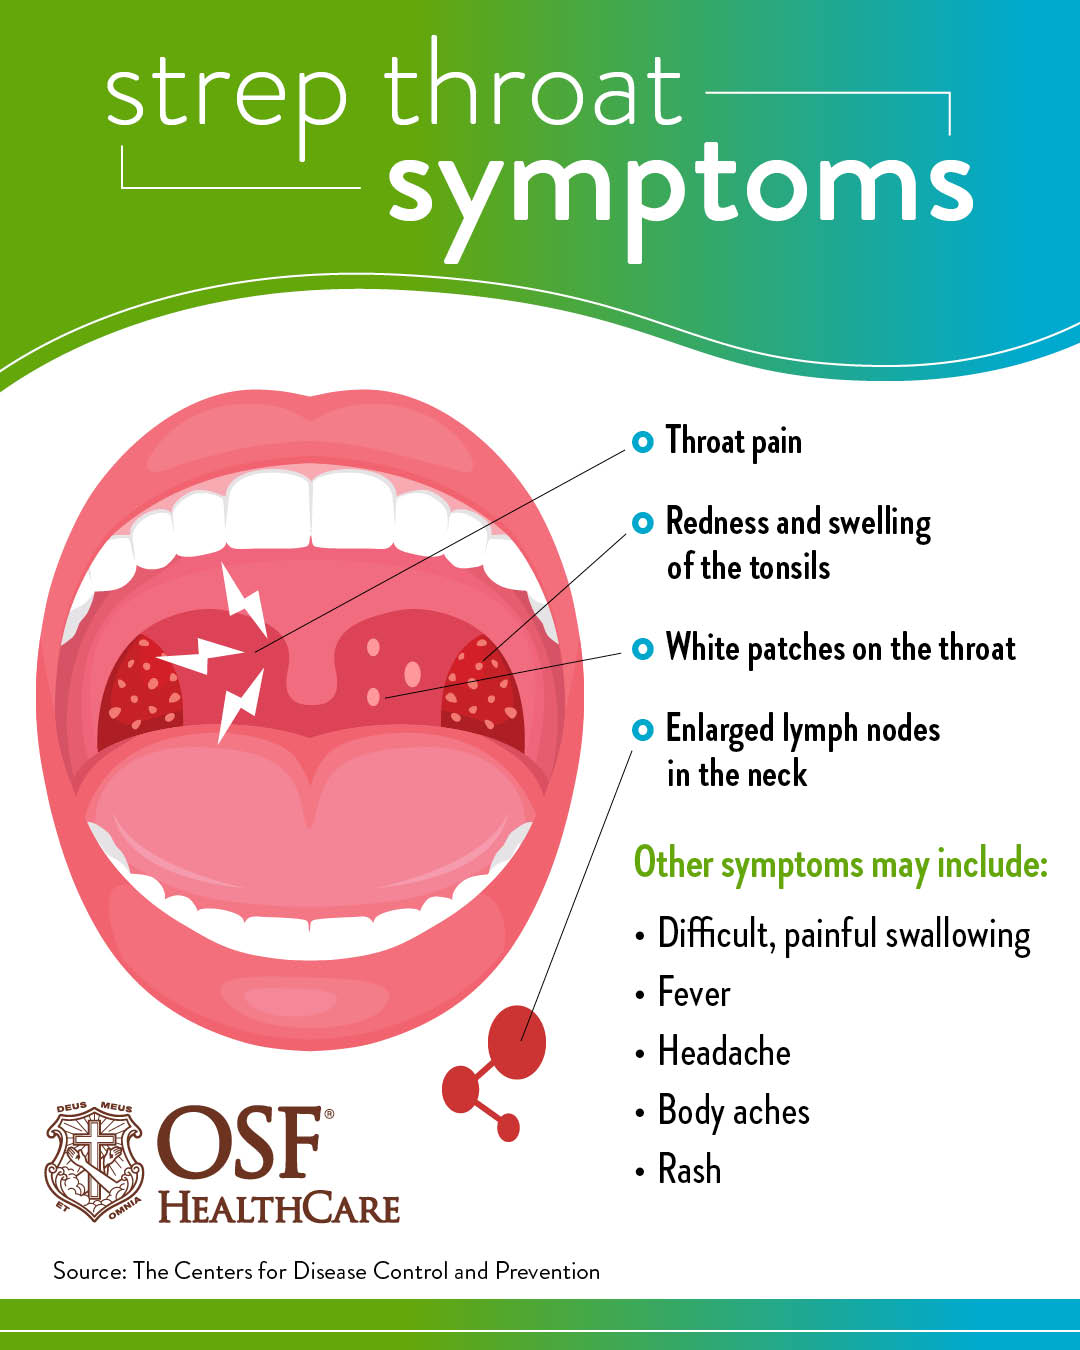 strep throat
symptoms
Throat pain
Redness and swelling
of the tonsils
White patches on the throat
Enlarged lymph nodes
in the neck
Other symptoms may include:
• Difficult, painful swallowing
• Fever
• Headache
• Body aches
• Rash
DEUS MEUS
ET OMNIA
OSF®
HEALTHCARE
Source: The Centers for Disease Control and Prevention